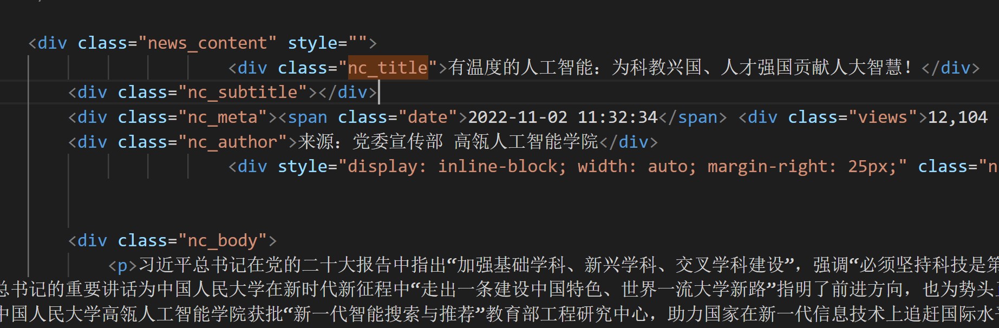 <div class="news_content" style="">
<div class="nc_title">有温度的人工智能：为科教兴国、人才强国贡献人大智慧！</div>
<div class="nc_subtitle"></div>
<div class="nc_meta"><span class="date">2022-11-02 11:32:34</span> <div class="views">12,104
<div class="nc_author">来源：党委宣传部 高瓴人工智能学院</div>
<div style="display: inline-block; width: auto; margin-right: 25px;" class="n
<div class="nc_body">
<p>习近平总书记在党的二十大报告中指出“加强基础学科、新兴学科、交叉学科建设”，强调“必须坚持科技是第
总书记的重要讲话为中国人民大学在新时代新征程中“走出一条建设中国特色、世界一流大学新路”指明了前进方向，也为势头
中国人民大学高瓴人工智能学院获批“新一代智能搜索与推荐”教育部工程研究中心，助力国家在新一代信息技术上追赶国际水